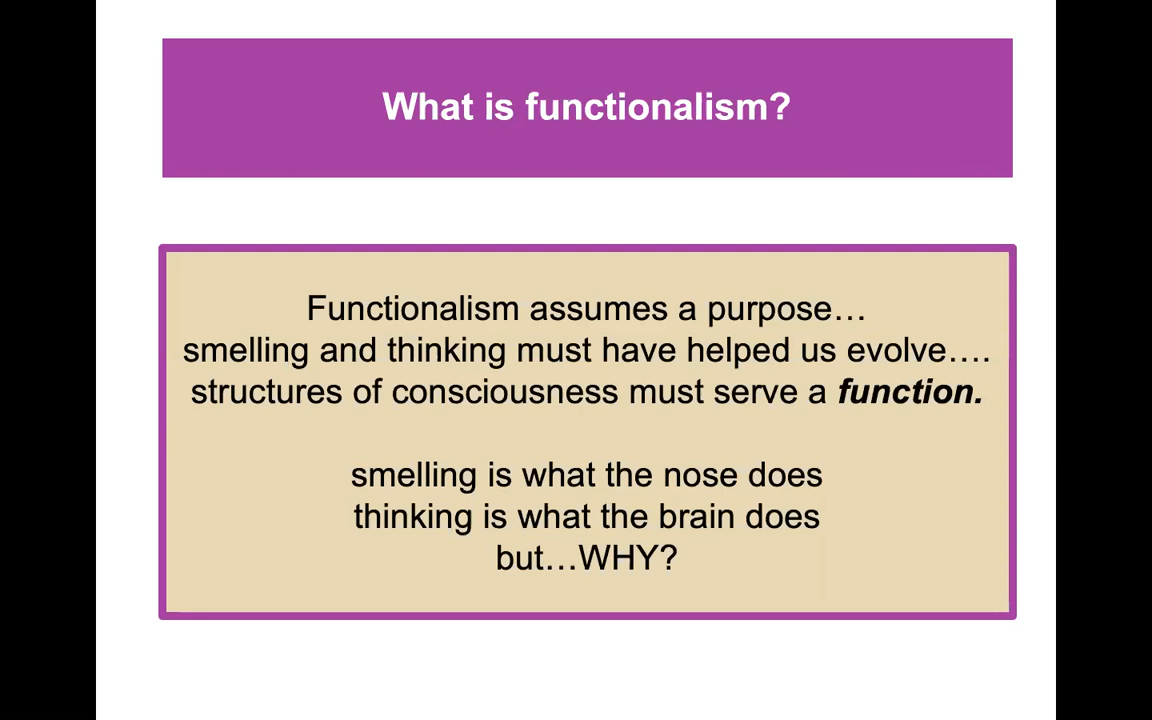 What is functionalism?
Functionalism assumes a purpose…
smelling and thinking must have helped us evolve….
structures of consciousness must serve a function.
smelling is what the nose does
thinking is what the brain does
but…WHY?